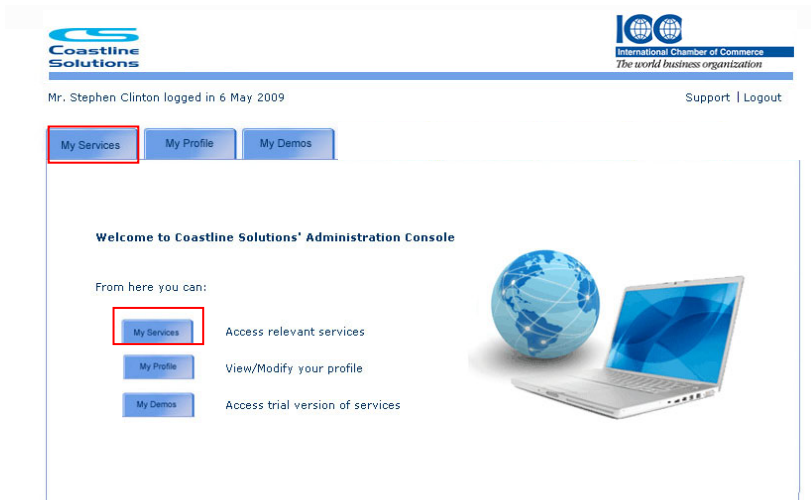 CS
Coastline
Solutions
ICC
International Chamber of Commerce
The world business organization
Mr. Stephen Clinton logged in 6 May 2009
Support | Logout
My Services
My Profile
My Demos
Welcome to Coastline Solutions' Administration Console
From here you can:
My Services Access relevant services
My Profile View/Modify your profile
My Demos Access trial version of services